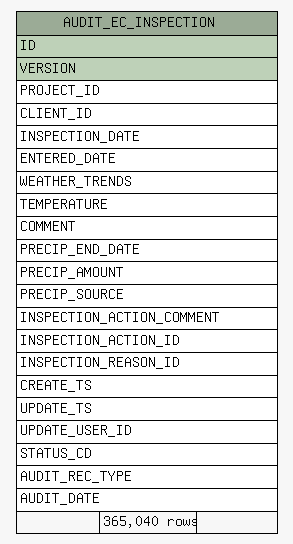 AUDIT_EC_INSPECTION
ID
VERSION
PROJECT_ID
CLIENT_ID
INSPECTION_DATE
ENTERED_DATE
WEATHER_TRENDS
TEMPERATURE
COMMENT
PRECIP_END_DATE
PRECIP_AMOUNT
PRECIP_SOURCE
INSPECTION_ACTION_COMMENT
INSPECTION_ACTION_ID
INSPECTION_REASON_ID
CREATE_TS
UPDATE_TS
UPDATE_USER_ID
STATUS_CD
AUDIT_REC_TYPE
AUDIT_DATE
365,040 rows